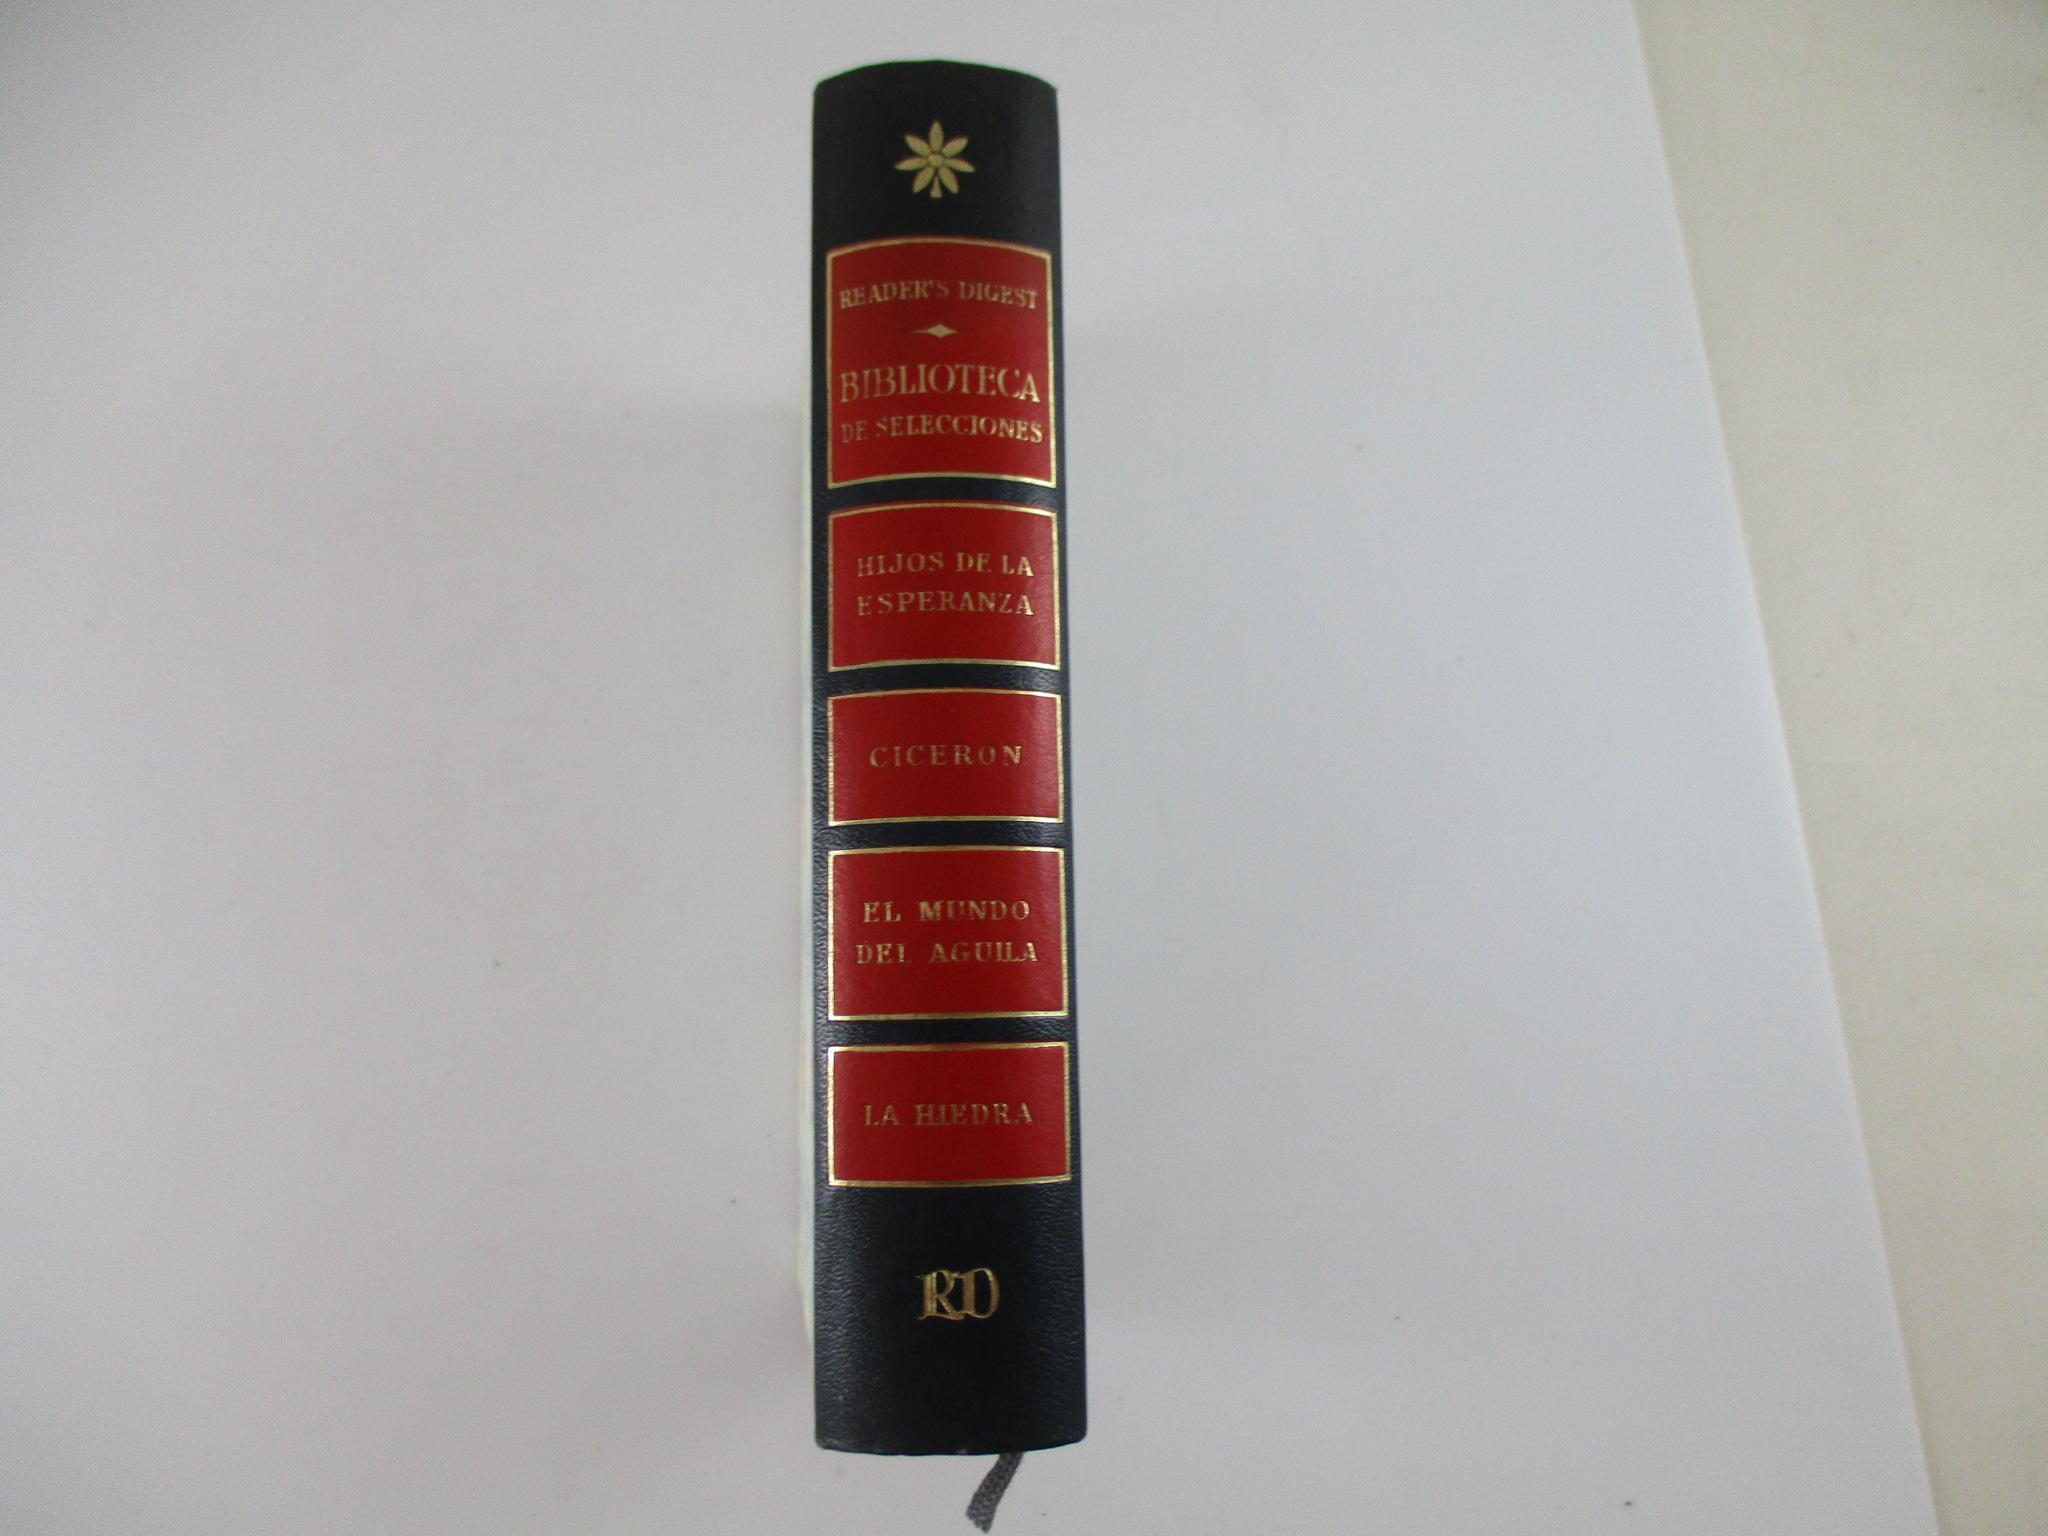 READER'S DIGEST
BIBLIOTECA
DE SELECCIONES
HIJOS DE LA
ESPERANZA
CICERON
EL MUNDO
DEL AGUILA
LA HIEDRA
RD